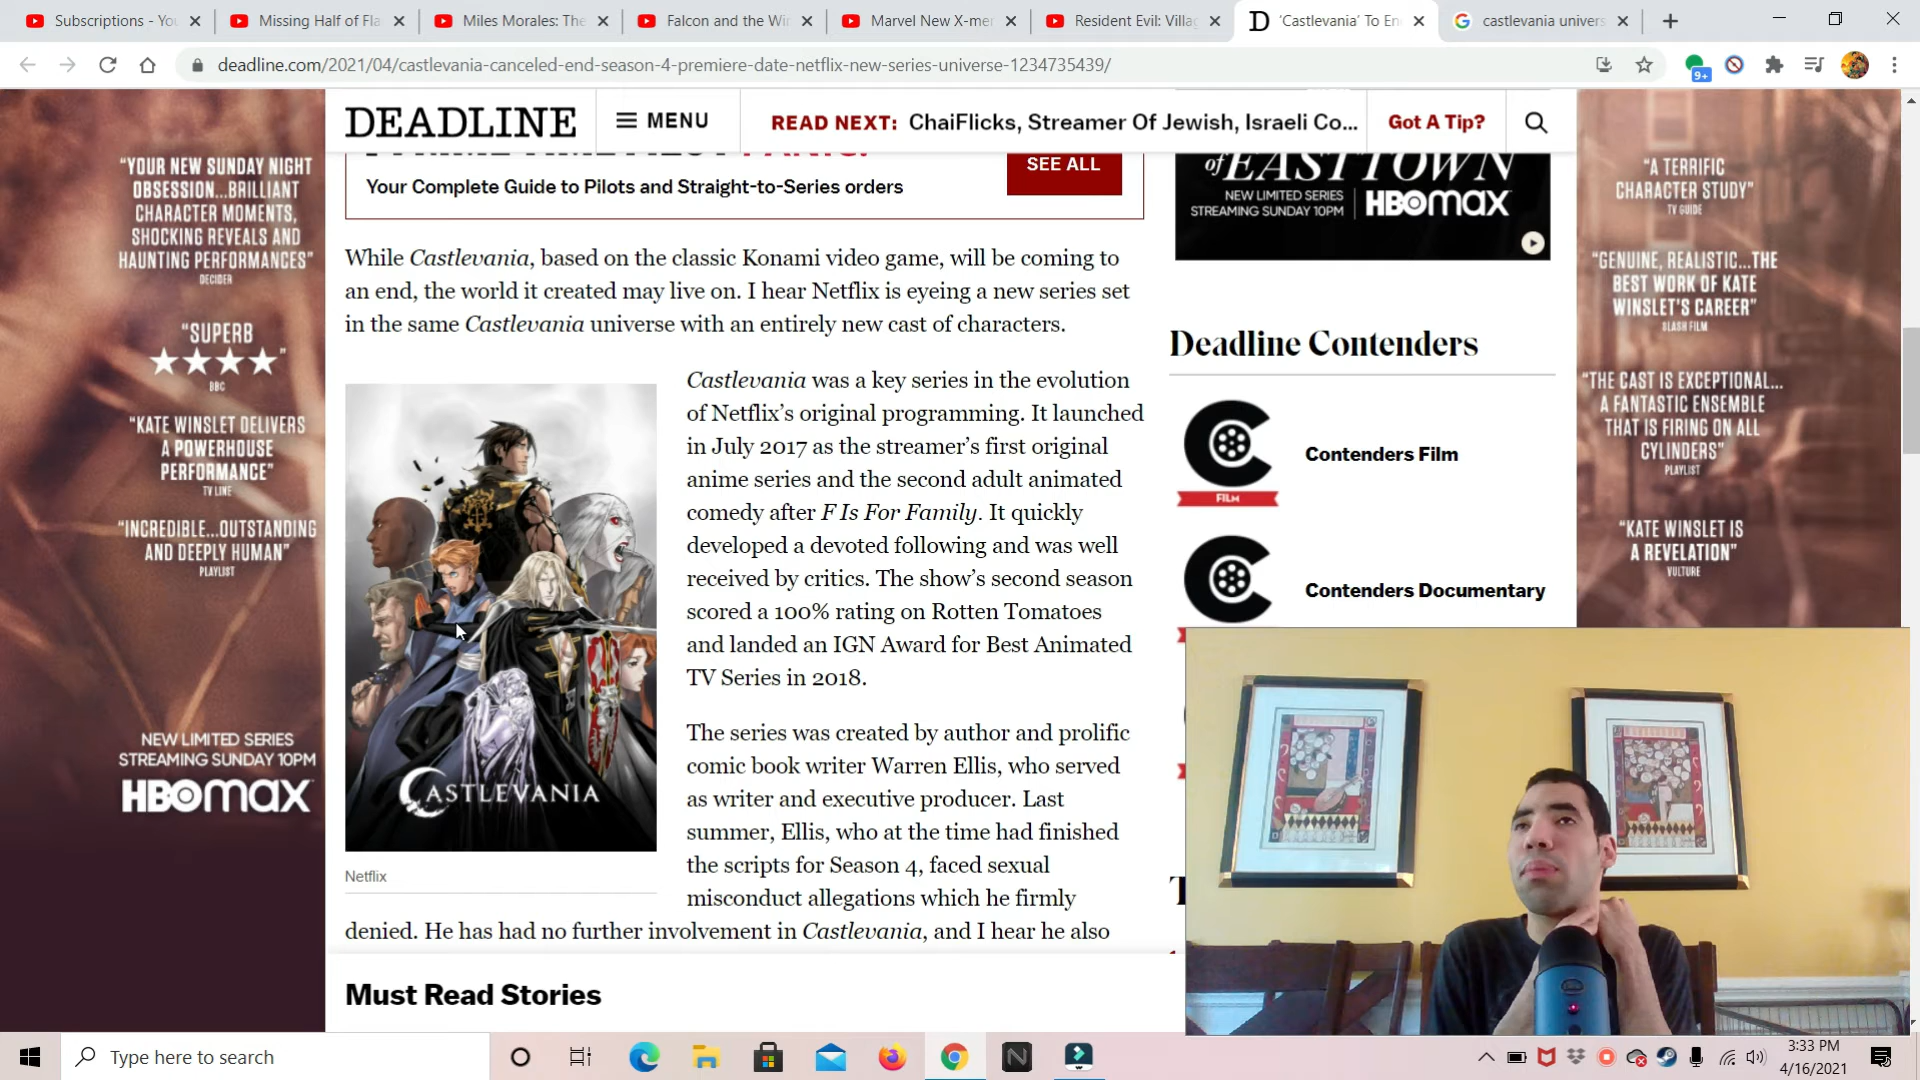 Subscriptions - Yo
Missing Half of Fla
Miles Morales: The
Falcon and the Wi
Marvel New X-me
Resident Evil: Villa
'Castlevania' To En
castlevania univers
deadline.com/2021/04/castlevania-canceled-end-season-4-premiere-date-netflix-new-series-universe-1234735439/
9+
DEADLINE
MENU
READ NEXT: ChaiFlicks, Streamer Of Jewish, Israeli Co...
Got A Tip?
Your Complete Guide to Pilots and Straight-to-Series orders
SEE ALL
While Castlevania, based on the classic Konami video game, will be coming to
an end, the world it created may live on. I hear Netflix is eyeing a new series set
in the same Castlevania universe with an entirely new cast of characters.
Castlevania was a key series in the evolution
of Netflix's original programming. It launched
in July 2017 as the streamer's first original
anime series and the second adult animated
comedy after F Is For Family. It quickly
developed a devoted following and was well
received by critics. The show's second season
scored a 100% rating on Rotten Tomatoes
and landed an IGN Award for Best Animated
TV Series in 2018.
The series was created by author and prolific
comic book writer Warren Ellis, who served
as writer and executive producer. Last
summer, Ellis, who at the time had finished
the scripts for Season 4, faced sexual
misconduct allegations which he firmly
denied. He has had no further involvement in Castlevania, and I hear he also
CASTLEVANIA
Netflix
Must Read Stories
"YOUR NEW SUNDAY NIGHT
OBSESSION...BRILLIANT
CHARACTER MOMENTS,
SHOCKING REVEALS AND
HAUNTING PERFORMANCES"
DECIDER
"SUPERB
★★★★"
BBC
"KATE WINSLET DELIVERS
A POWERHOUSE
PERFORMANCE"
TV LINE
"INCREDIBLE...OUTSTANDING
AND DEEPLY HUMAN"
PLAYLIST
NEW LIMITED SERIES
STREAMING SUNDAY 10PM
HBOMAX
of EASTTOWN
NEW LIMITED SERIES
STREAMING SUNDAY 10PM
HBOMAX
Deadline Contenders
FILM
Contenders Film
Contenders Documentary
"A TERRIFIC
CHARACTER STUDY"
TV GUIDE
"GENUINE, REALISTIC...THE
BEST WORK OF KATE
WINSLET'S CAREER"
SLASH FILM
"THE CAST IS EXCEPTIONAL...
A FANTASTIC ENSEMBLE
THAT IS FIRING ON ALL
CYLINDERS"
PLAYLIST
"KATE WINSLET IS
A REVELATION"
VULTURE
Type here to search
3:33 PM
4/16/2021